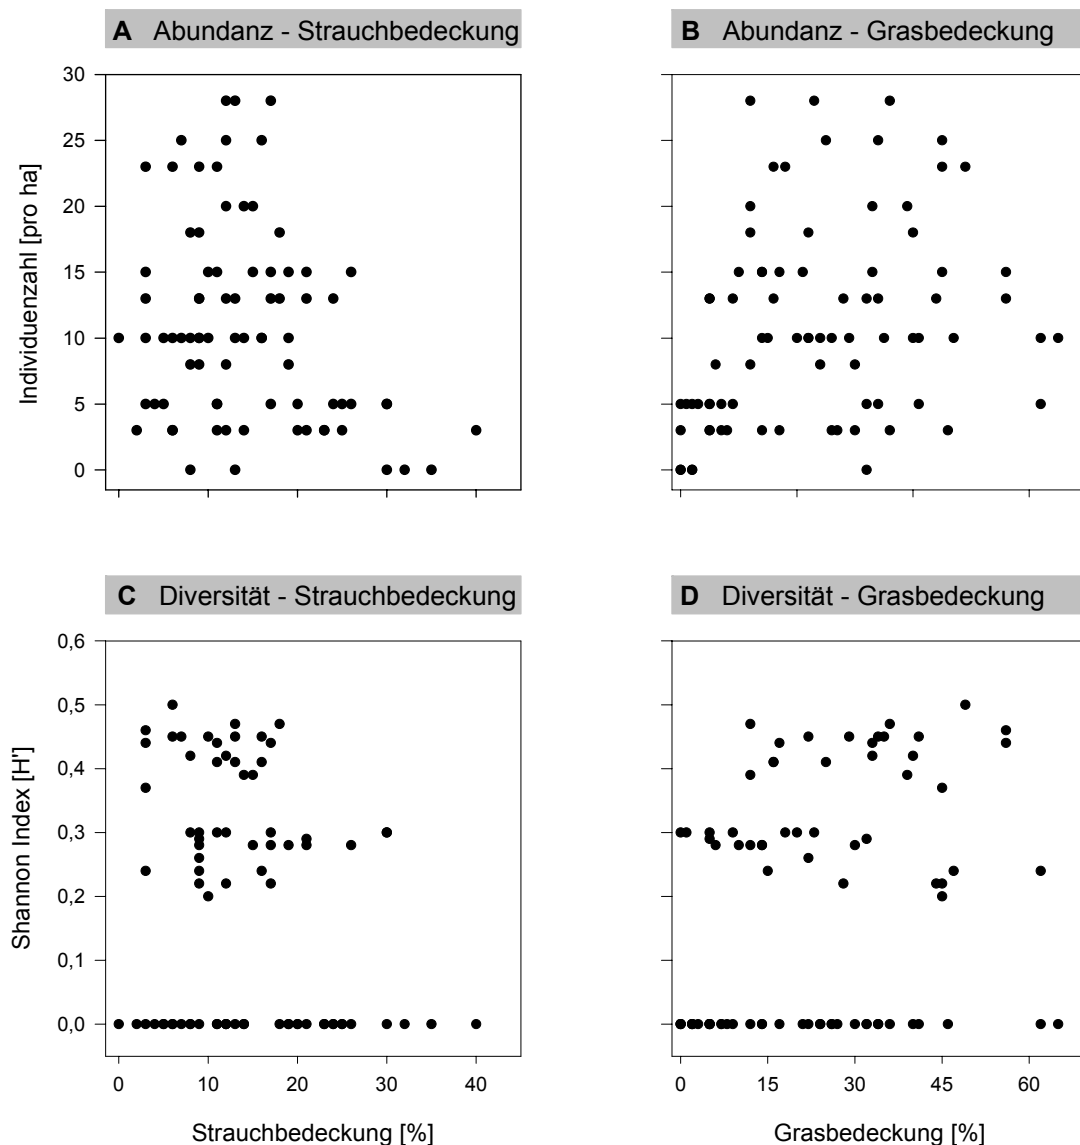 A Abundanz - Strauchbedeckung
B Abundanz - Grasbedeckung
30
25
20
15
10
5
0
Individuenzahl [pro ha]
C Diversität - Strauchbedeckung
D Diversität - Grasbedeckung
0,6
0,5
0,4
0,3
0,2
0,1
0,0
Shannon Index [H']
0 10 20 30 40
0 15 30 45 60
Strauchbedeckung [%]
Grasbedeckung [%]